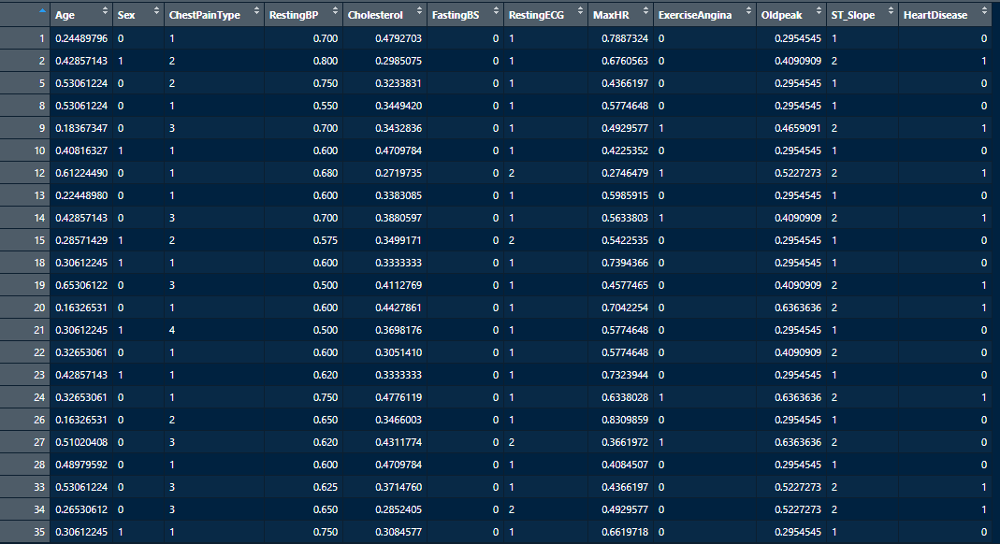 Age Sex ChestPainType RestingBP Cholesterol FastingBS RestingECG MaxHR ExerciseAngina Oldpeak ST_Slope HeartDisease
1 0.24489796 0 1 0.700 0.4792703 0 1 0.7887324 0 0.2954545 1 0
2 0.42857143 1 2 0.800 0.2985075 0 1 0.6760563 0 0.4090909 2 1
5 0.53061224 0 2 0.750 0.3233831 0 1 0.4366197 0 0.2954545 1 0
8 0.53061224 0 1 0.550 0.3449420 0 1 0.5774648 0 0.2954545 1 0
9 0.18367347 0 3 0.700 0.3432836 0 1 0.4929577 1 0.4659091 2 1
10 0.40816327 1 1 0.600 0.4709784 0 1 0.4225352 0 0.2954545 1 0
12 0.61224490 0 1 0.680 0.2719735 0 2 0.2746479 1 0.5227273 2 1
13 0.22448980 0 1 0.600 0.3383085 0 1 0.5985915 0 0.2954545 1 0
14 0.42857143 0 3 0.700 0.3880597 0 1 0.5633803 1 0.4090909 2 1
15 0.28571429 1 2 0.575 0.3499171 0 2 0.5422535 0 0.2954545 1 0
18 0.30612245 1 1 0.600 0.3333333 0 1 0.7394366 0 0.2954545 1 0
19 0.65306122 0 3 0.500 0.4112769 0 1 0.4577465 0 0.4090909 2 1
20 0.16326531 0 1 0.600 0.4427861 0 1 0.7042254 0 0.6363636 2 1
21 0.30612245 1 4 0.500 0.3698176 0 1 0.5774648 0 0.2954545 1 0
22 0.32653061 0 1 0.600 0.3051410 0 1 0.5774648 0 0.4090909 2 0
23 0.42857143 1 1 0.620 0.3333333 0 1 0.7323944 0 0.2954545 1 0
24 0.32653061 0 1 0.750 0.4776119 0 1 0.6338028 1 0.6363636 2 1
26 0.16326531 0 2 0.650 0.3466003 0 1 0.8309859 0 0.2954545 1 0
27 0.51020408 0 3 0.620 0.4311774 0 2 0.3661972 1 0.6363636 2 0
28 0.48979592 0 1 0.600 0.4709784 0 1 0.4084507 0 0.2954545 1 0
33 0.53061224 0 3 0.625 0.3714760 0 1 0.4366197 0 0.5227273 2 1
34 0.26530612 0 3 0.650 0.2852405 0 2 0.4929577 0 0.5227273 2 1
35 0.30612245 1 1 0.750 0.3084577 0 1 0.6619718 0 0.2954545 1 0